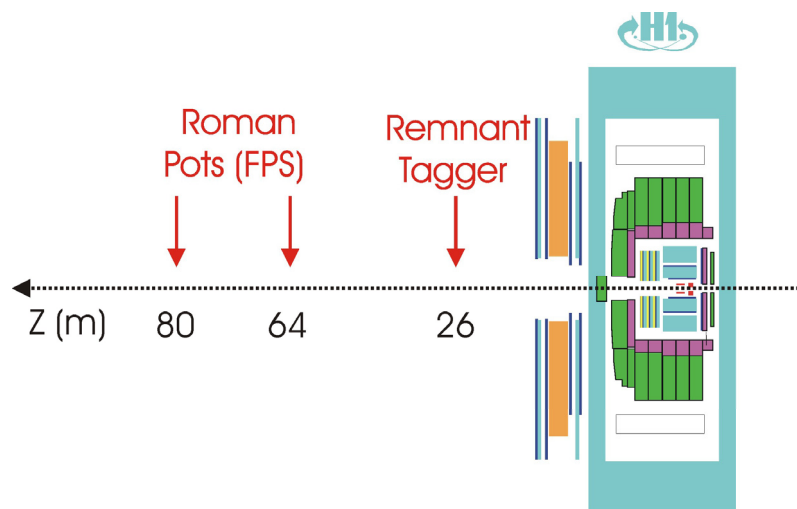 H1
Roman
Pots (FPS)
Remnant
Tagger
Z (m) 80 64 26